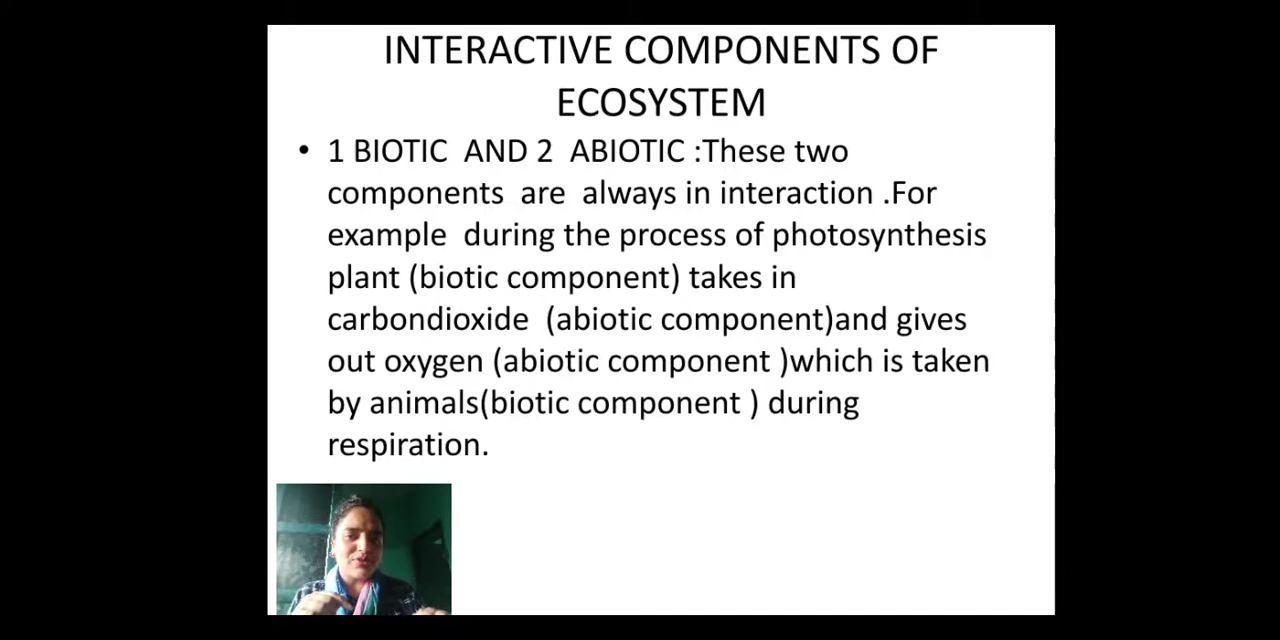 INTERACTIVE COMPONENTS OF
ECOSYSTEM
• 1 BIOTIC AND 2 ABIOTIC :These two
components are always in interaction .For
example during the process of photosynthesis
plant (biotic component) takes in
carbondioxide (abiotic component)and gives
out oxygen (abiotic component )which is taken
by animals(biotic component ) during
respiration.